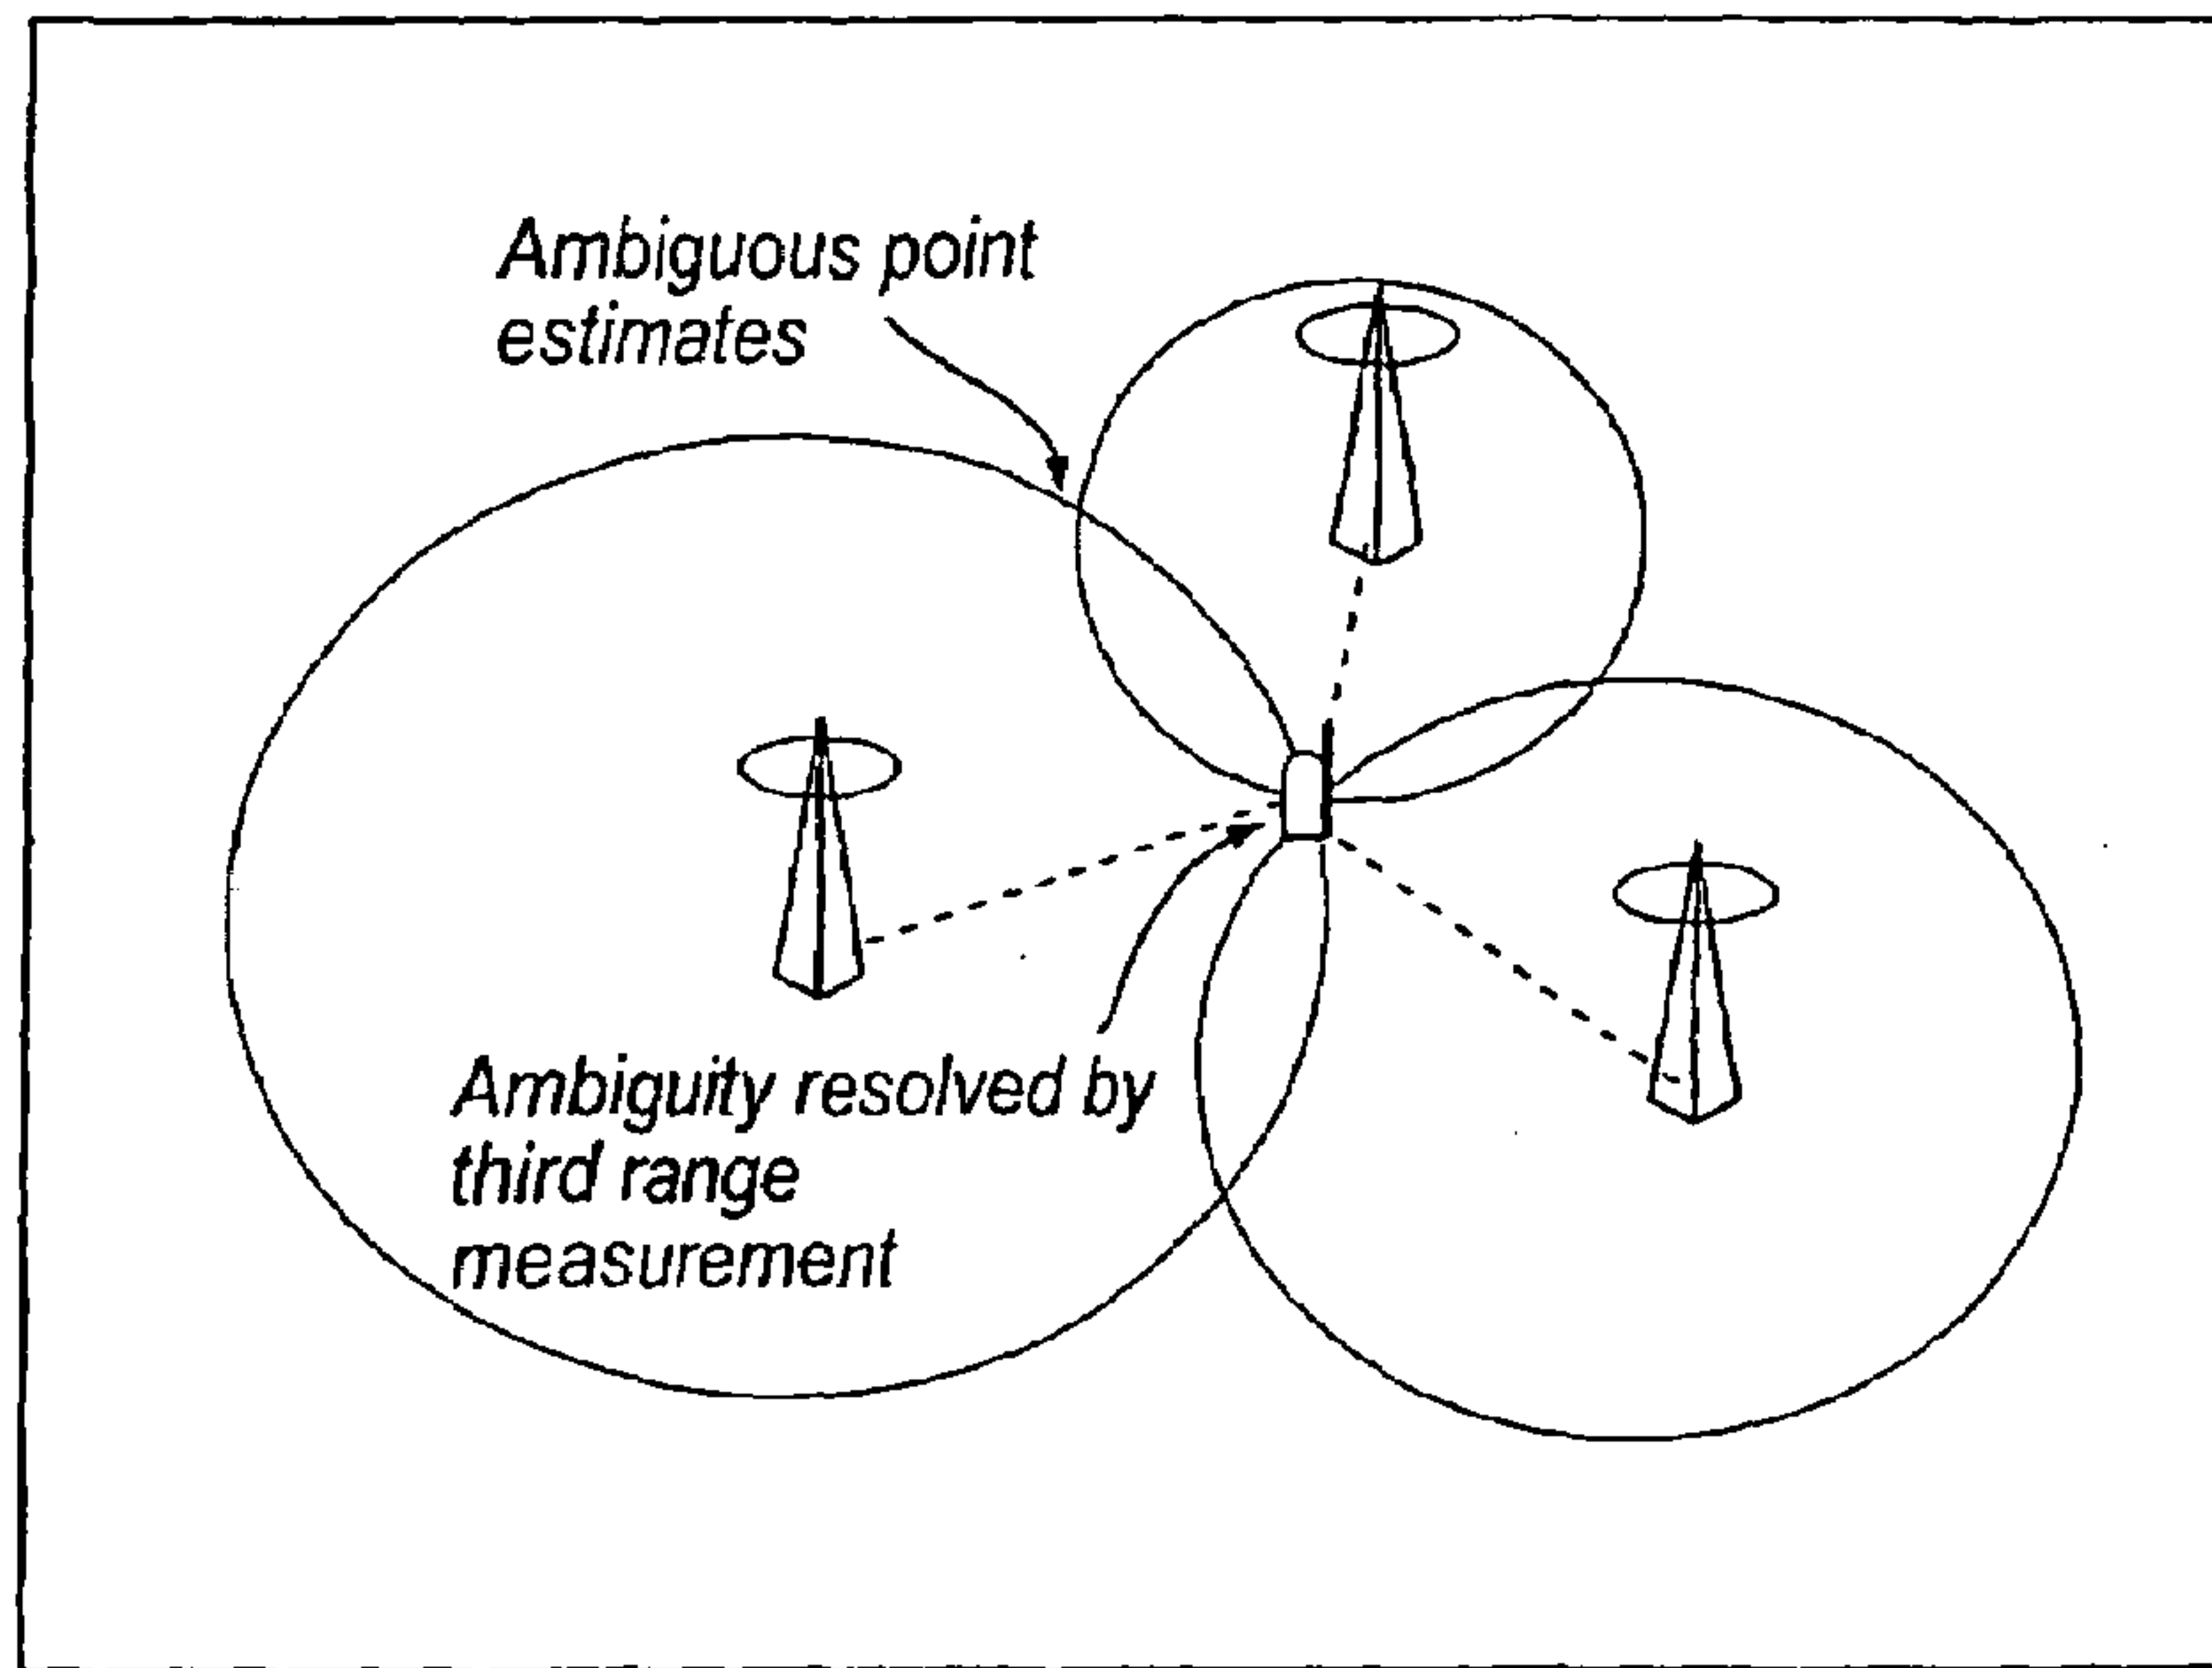 Ambiguous point
estimates
Ambiguity resolved by
third range
measurement